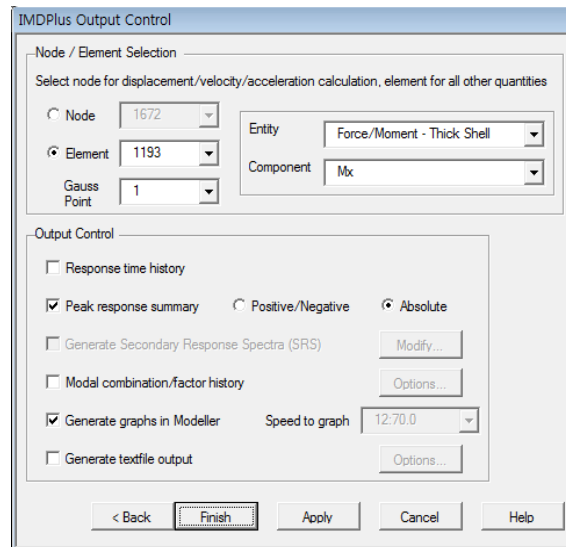 IMDPlus Output Control
Node / Element Selection
Select node for displacement/velocity/acceleration calculation, element for all other quantities
Node 1672
Element 1193
Gauss Point 1
Entity Force/Moment - Thick Shell
Component Mx
Output Control
Response time history
Peak response summary Positive/Negative Absolute
Generate Secondary Response Spectra (SRS) Modify...
Modal combination/factor history Options...
Generate graphs in Modeller Speed to graph 12:70.0
Generate textfile output Options...
< Back Finish Apply Cancel Help